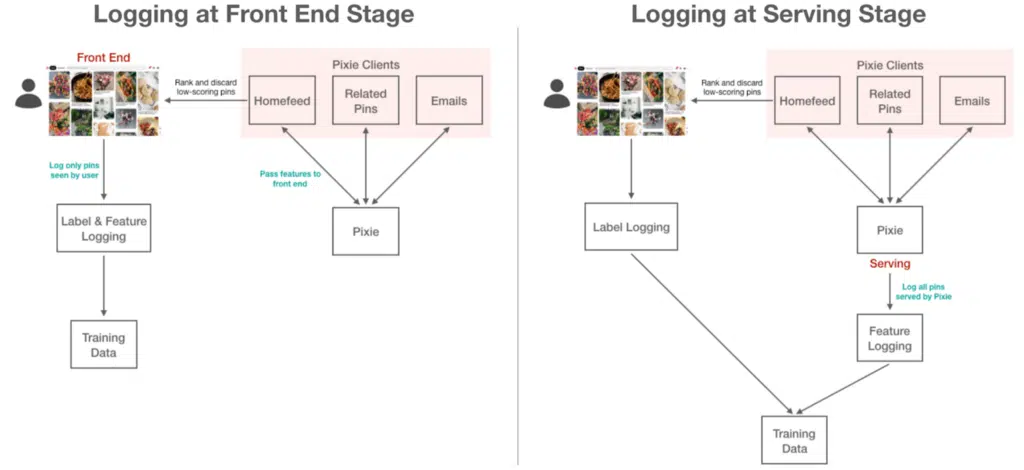 Logging at Front End Stage
Front End
Rank and discard
low-scoring pins
Pixie Clients
Homefeed
Related
Pins
Emails
Log only pins
seen by user
Pass features to
front end
Label & Feature
Logging
Pixie
Training
Data
Logging at Serving Stage
Rank and discard
low-scoring pins
Pixie Clients
Homefeed
Related
Pins
Emails
Label Logging
Pixie
Serving
Log all pins
served by Pixie
Feature
Logging
Training
Data